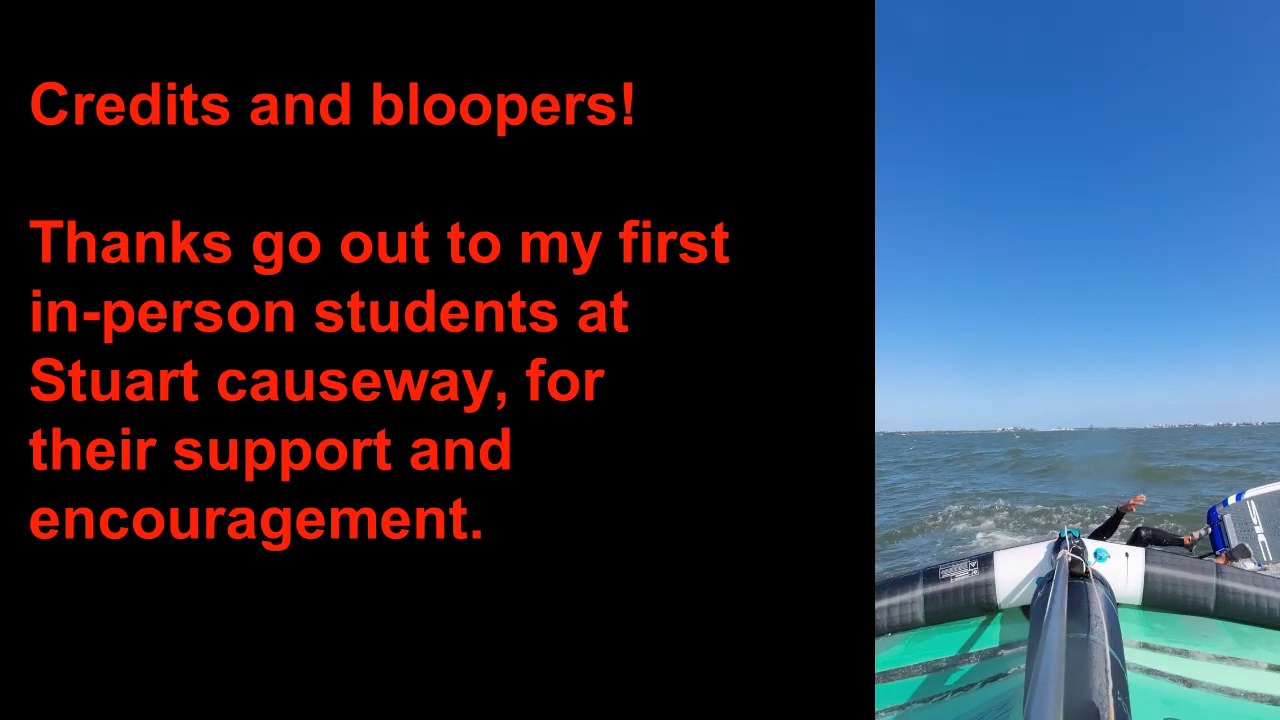 Credits and bloopers!
Thanks go out to my first
in-person students at
Stuart causeway, for
their support and
encouragement.
SIC